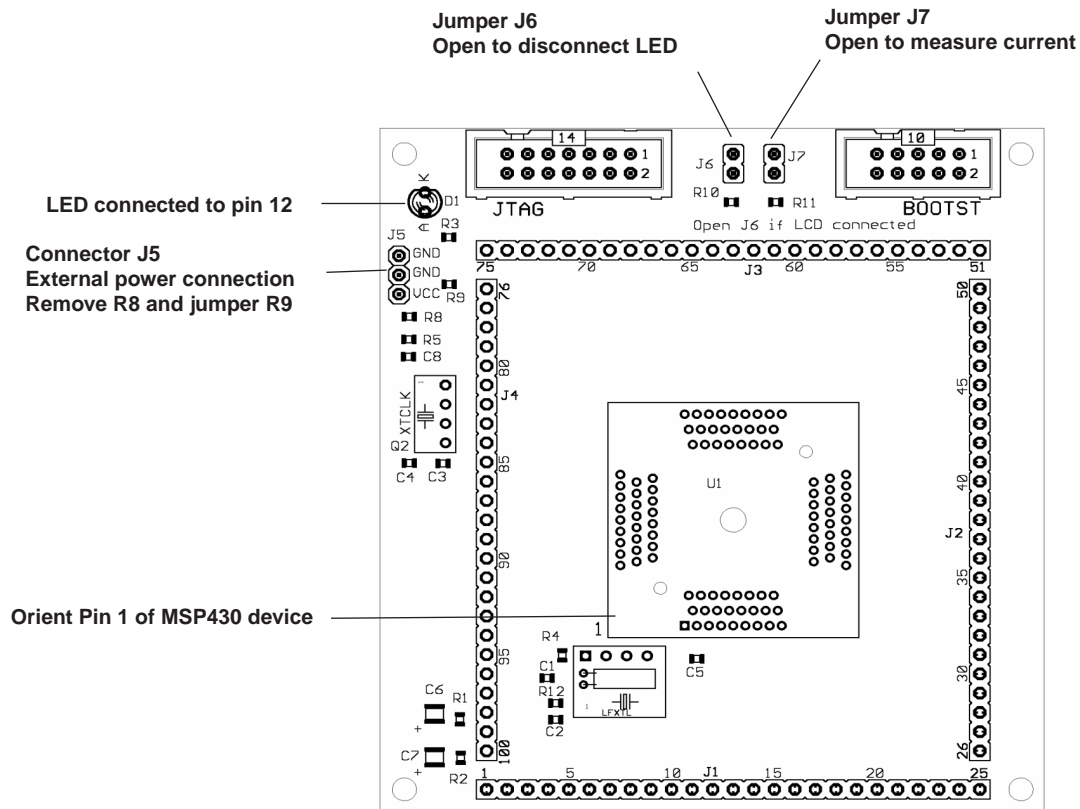 Jumper J6
Open to disconnect LED
Jumper J7
Open to measure current
14
1
2
JTAG
J6
J7
R10
R11
Open J6 if LCD connected
10
1
2
BOOTST
LED connected to pin 12
K
D1
A
R3
Connector J5
External power connection
Remove R8 and jumper R9
J5
GND
GND
VCC
R9
R8
R5
C8
XTCLK
Q2
C4
C3
75
70
65
J3
60
55
51
76
80
J4
85
90
95
100
50
45
40
J2
35
30
26
U1
Orient Pin 1 of MSP430 device
1
R4
C1
R12
C2
1
LFXTL
C5
C6
+
R1
C7
+
R2
1
5
10
J1
15
20
25